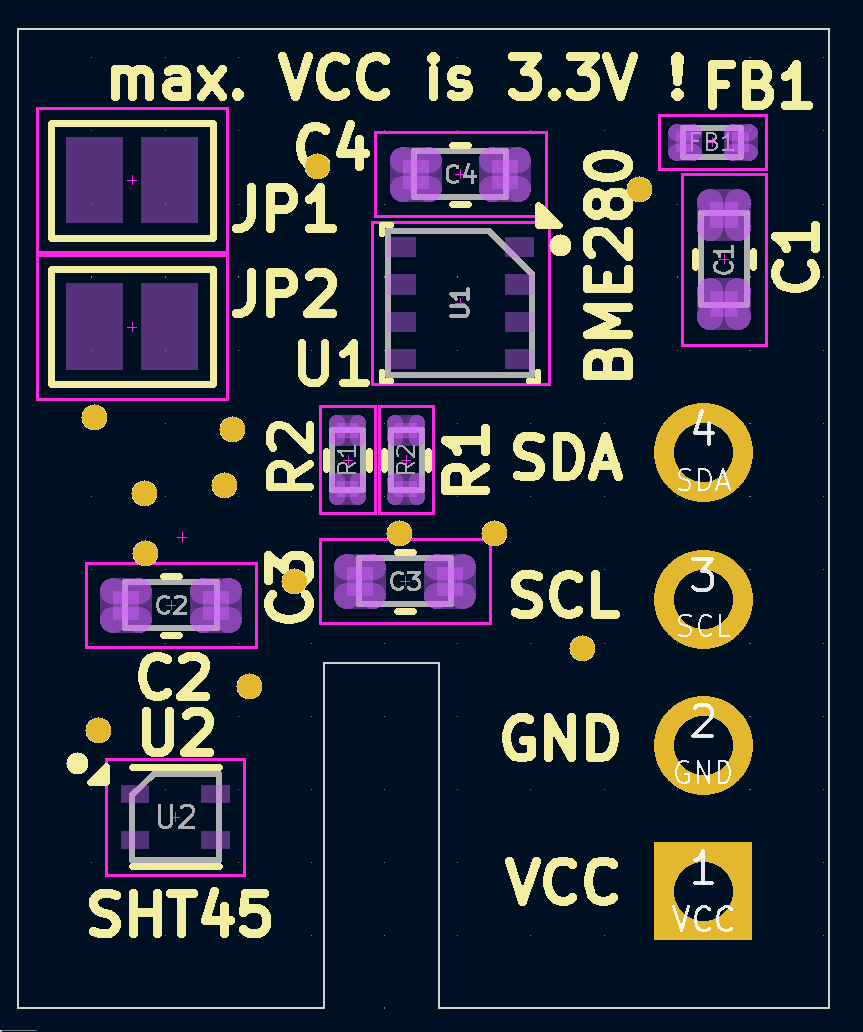 max. VCC is 3.3V !
FB1
FB1
C4
C4
JP1
BME280
C1
C1
JP2
U1
U1
R2
R1
R2
R1
SDA
4
SDA
C3
C3
SCL
3
SCL
C2
C2
U2
GND
2
GND
U2
VCC
1
VCC
SHT45